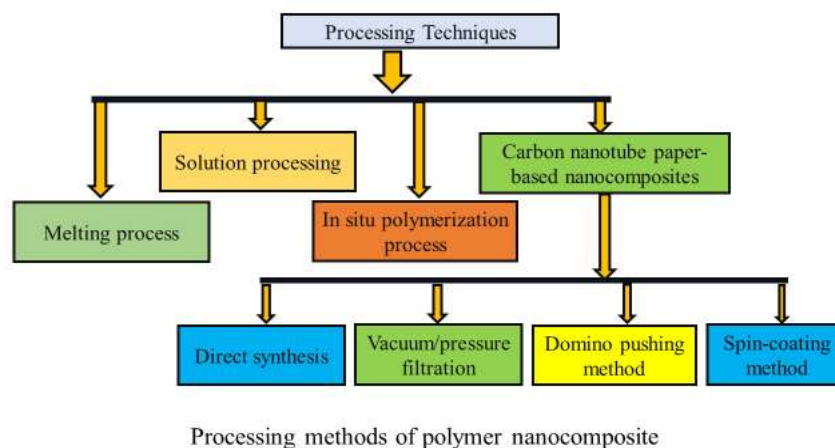 Processing Techniques
Solution processing
Carbon nanotube paper-
based nanocomposites
Melting process
In situ polymerization
process
Direct synthesis
Vacuum/pressure
filtration
Domino pushing
method
Spin-coating
method
Processing methods of polymer nanocomposite